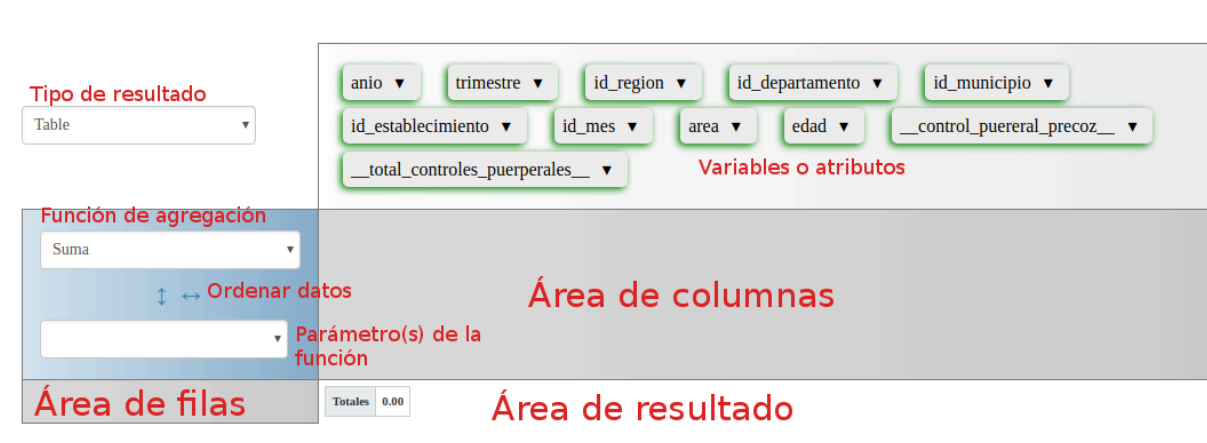 anio ▼ trimestre ▼ id_region ▼ id_departamento ▼ id_municipio ▼
Tipo de resultado
Table ▼
id_establecimiento ▼ id_mes ▼ area ▼ edad ▼ __control_puereral_precoz__ ▼
__total_controles_puerperales__ ▼ Variables o atributos
Función de agregación
Suma ▼
↕ ↔ Ordenar datos
Área de columnas
▼ Parámetro(s) de la
función
Área de filas
Totales 0.00
Área de resultado